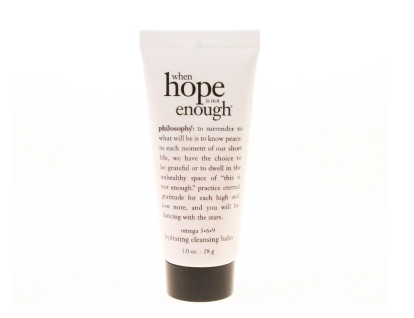 when
hope
is not
enough®
philosophy®: to surrender to
what will be is to know peace.
in each moment of our short
life, we have the choice to
be grateful or to dwell in the
unhealthy space of "this is
not enough." practice eternal
gratitude for each high and
low note, and you will be
dancing with the stars.
omega 3•6•9
hydrating cleansing balm
1.0 oz. - 28 g